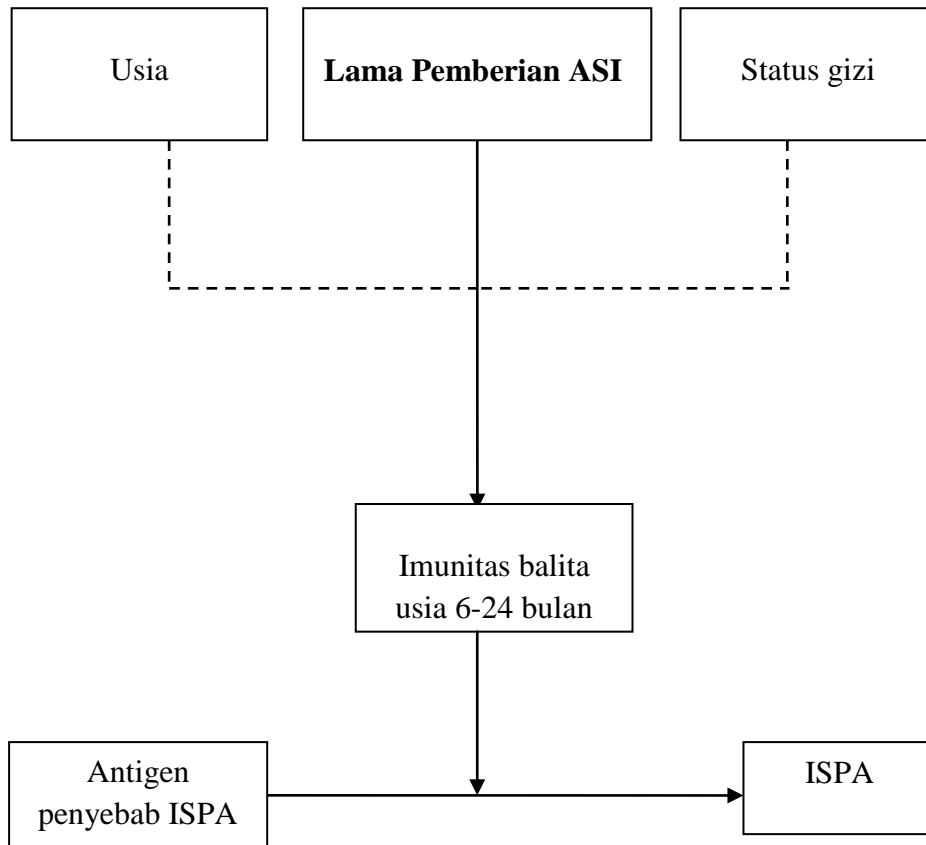 Usia
Lama Pemberian ASI
Status gizi
Imunitas balita
usia 6-24 bulan
Antigen
penyebab ISPA
ISPA